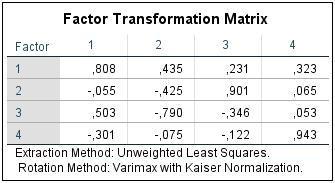 Factor Transformation Matrix
Factor 1 2 3 4
1 ,808 ,435 ,231 ,323
2 -,055 -,425 ,901 ,065
3 ,503 -,790 -,346 ,053
4 -,301 -,075 -,122 ,943
Extraction Method: Unweighted Least Squares.
Rotation Method: Varimax with Kaiser Normalization.